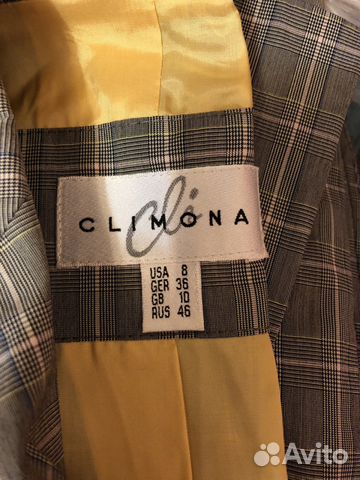 Cli
CLIMONA
USA 8
GER 36
GB 10
RUS 46
Avito